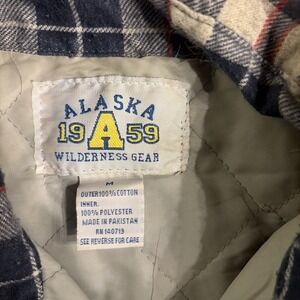 ALASKA
19 A 59
WILDERNESS GEAR
M
OUTER:100% COTTON
INNER:
100% POLYESTER
MADE IN PAKISTAN
RN 140719
SEE REVERSE FOR CARE